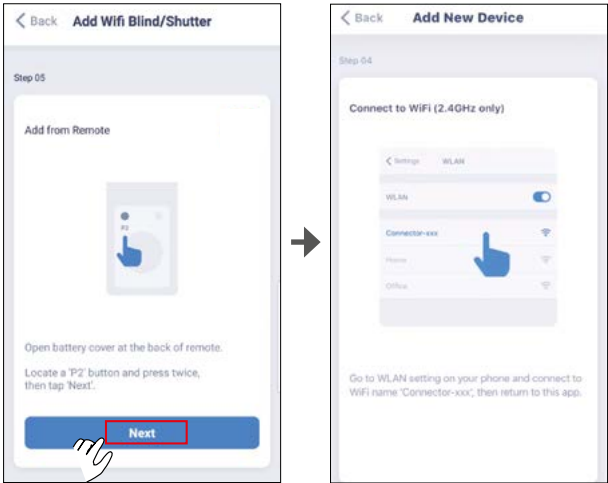 Back Add Wifi Blind/Shutter
Step 05
Add from Remote
P2
Open battery cover at the back of remote.
Locate a 'P2' button and press twice,
then tap 'Next'.
Next
Back Add New Device
Step 04
Connect to WiFi (2.4GHz only)
Settings WLAN
WLAN
Connector-xxx
Home
Office
Go to WLAN setting on your phone and connect to
WiFi name 'Connector-xxx', then return to this app.